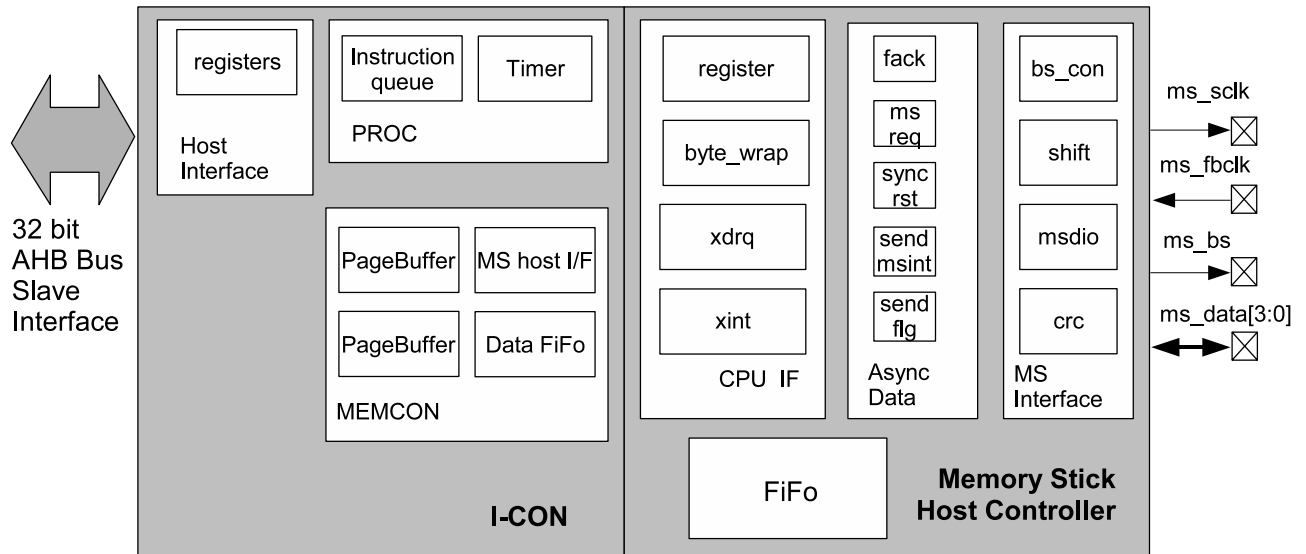 registers
Host
Interface
Instruction
queue
Timer
PROC
PageBuffer
MS host I/F
PageBuffer
Data FiFo
MEMCON
I-CON
32 bit
AHB Bus
Slave
Interface
register
byte_wrap
xdrq
xint
CPU IF
fack
ms
req
sync
rst
send
msint
send
flg
Async
Data
bs_con
shift
msdio
crc
MS
Interface
FiFo
Memory Stick
Host Controller
ms_sclk
ms_fbclk
ms_bs
ms_data[3:0]